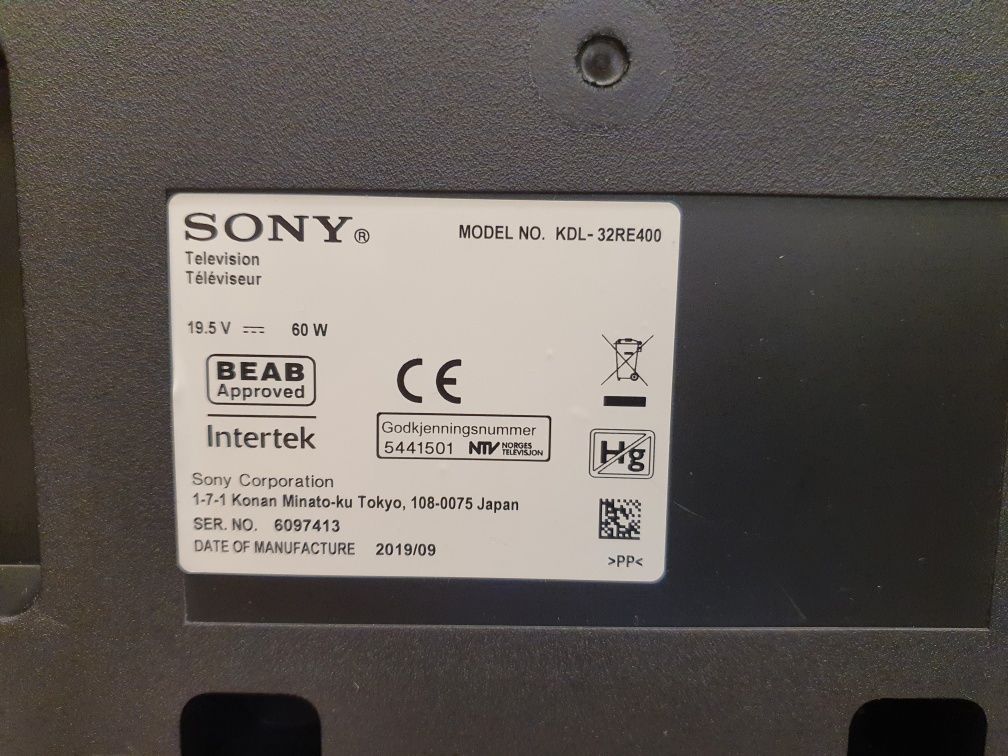 SONY®
MODEL NO. KDL-32RE400
Television
Téléviseur
19.5 V ⎓ 60 W
BEAB
Approved
Intertek
CE
Godkjenningsnummer
5441501 NTV NORGES
TELEVISJON
Hg
Sony Corporation
1-7-1 Konan Minato-ku Tokyo, 108-0075 Japan
SER. NO. 6097413
DATE OF MANUFACTURE 2019/09
>PP<